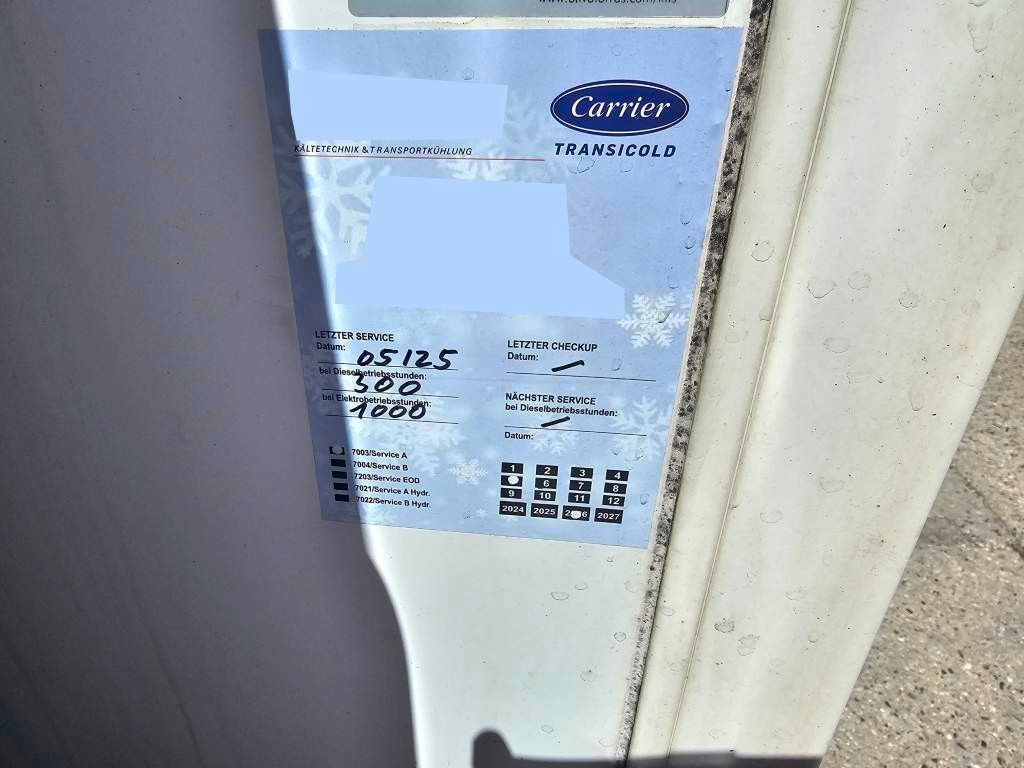 Carrier
TRANSICOLD
KÄLTETECHNIK & TRANSPORTKÜHLUNG
LETZTER SERVICE
Datum: 05125
bei Dieselbetriebsstunden:
300
bei Elektrobetriebsstunden:
1000
7003/Service A
7004/Service B
7203/Service EOD
7021/Service A Hydr.
7022/Service B Hydr.
LETZTER CHECKUP
Datum: /
NÄCHSTER SERVICE
bei Dieselbetriebsstunden:
/
Datum:
1 2 3 4
6 7 8
9 10 11 12
2024 2025 2027